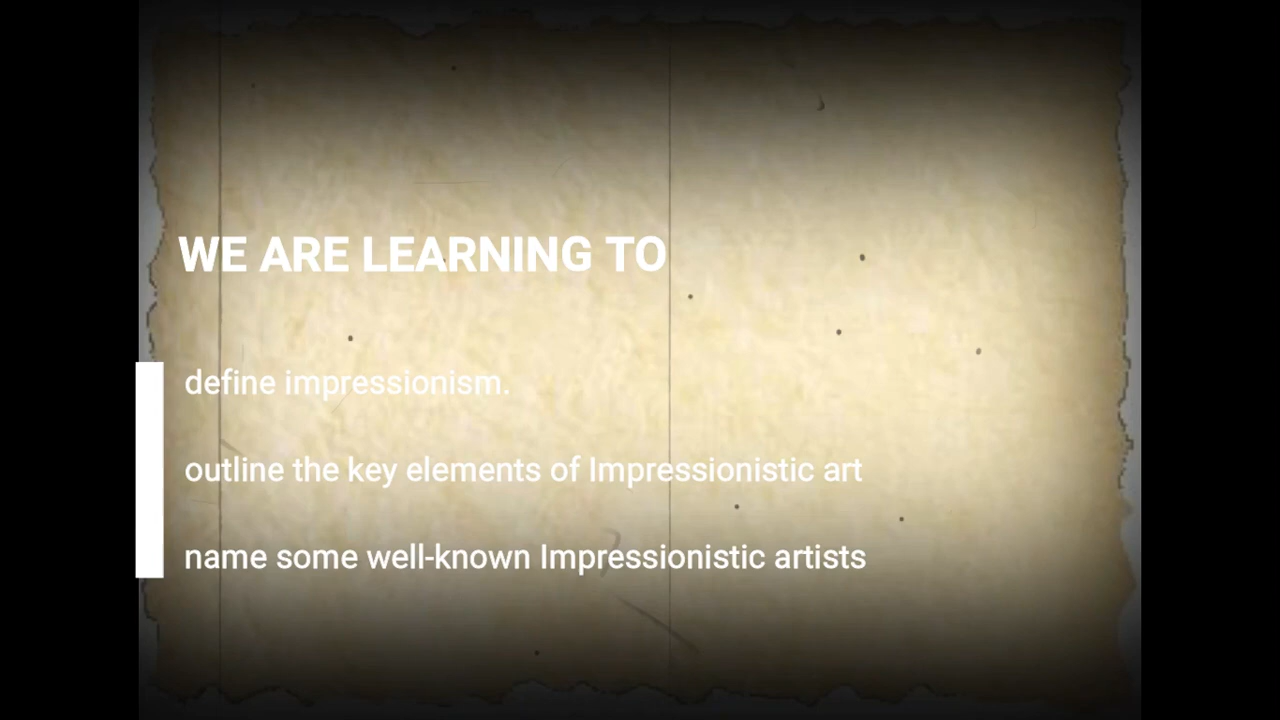 WE ARE LEARNING TO
define impressionism.
outline the key elements of Impressionistic art
name some well-known Impressionistic artists